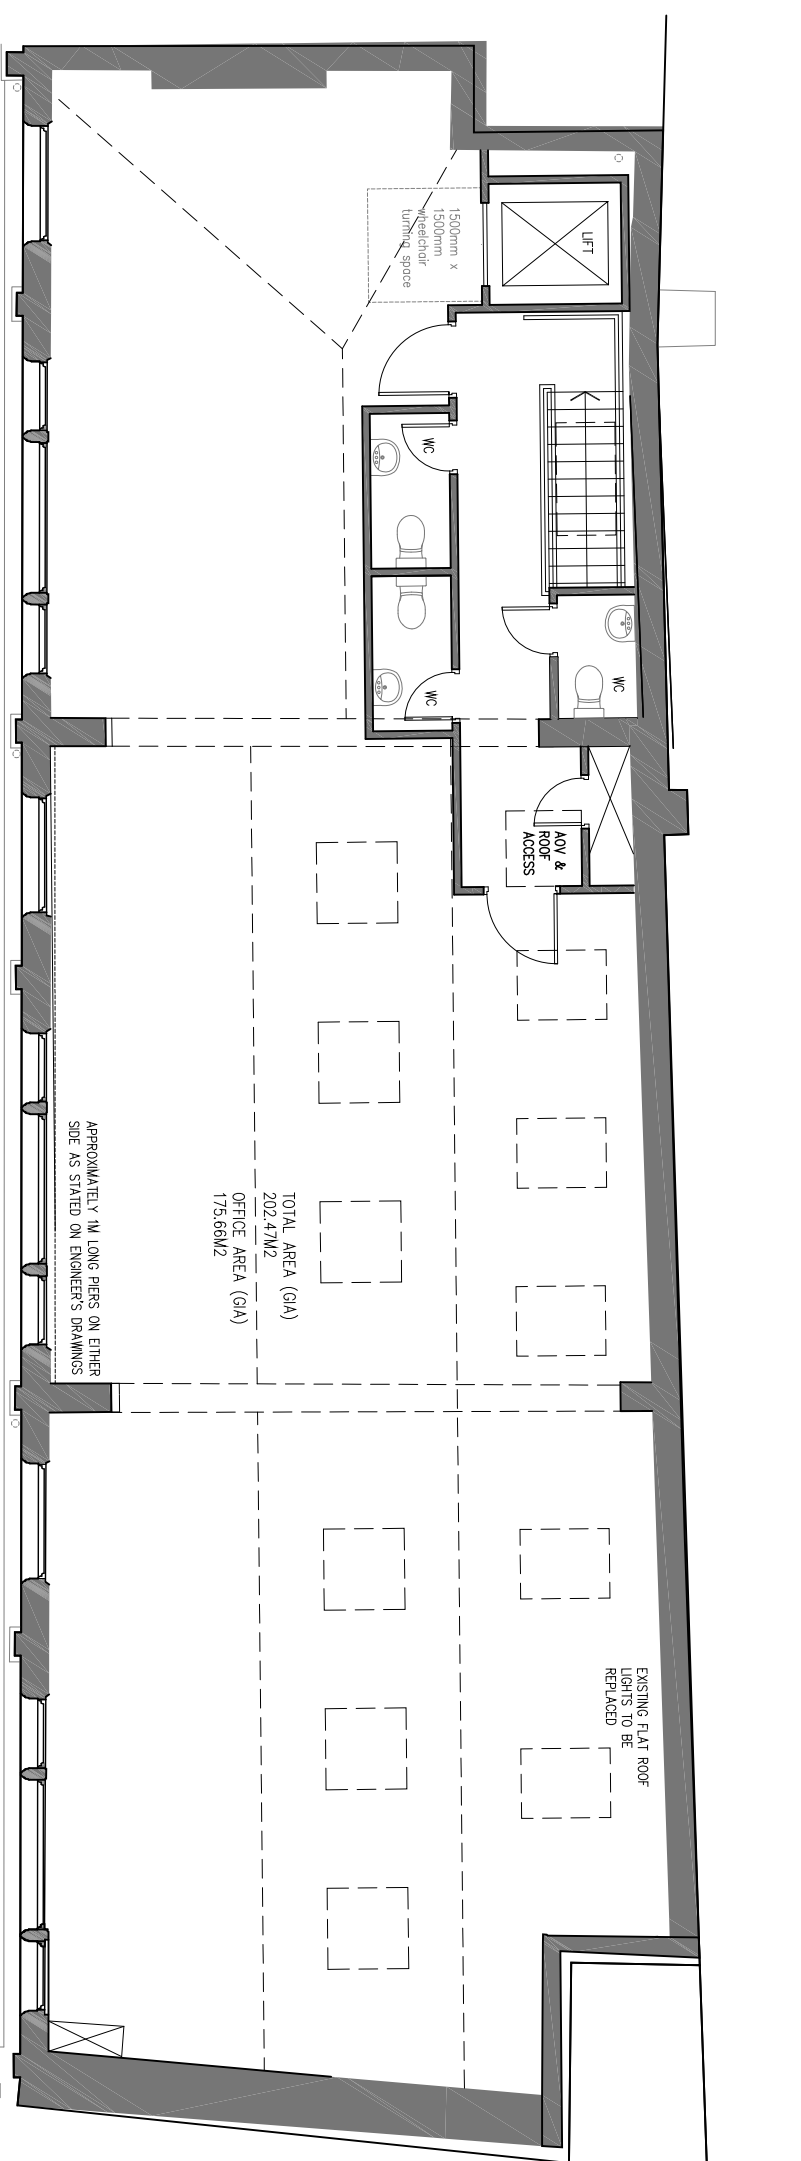 LIFT
1500mm x
1500mm
wheelchair
turning space
WC
WC
WC
AOV &
ROOF
ACCESS
APPROXIMATELY 1M LONG PIERS ON EITHER
SIDE AS STATED ON ENGINEER'S DRAWINGS
TOTAL AREA (GIA)
202.47M2
OFFICE AREA (GIA)
175.66M2
EXISTING FLAT ROOF
LIGHTS TO BE
REPLACED